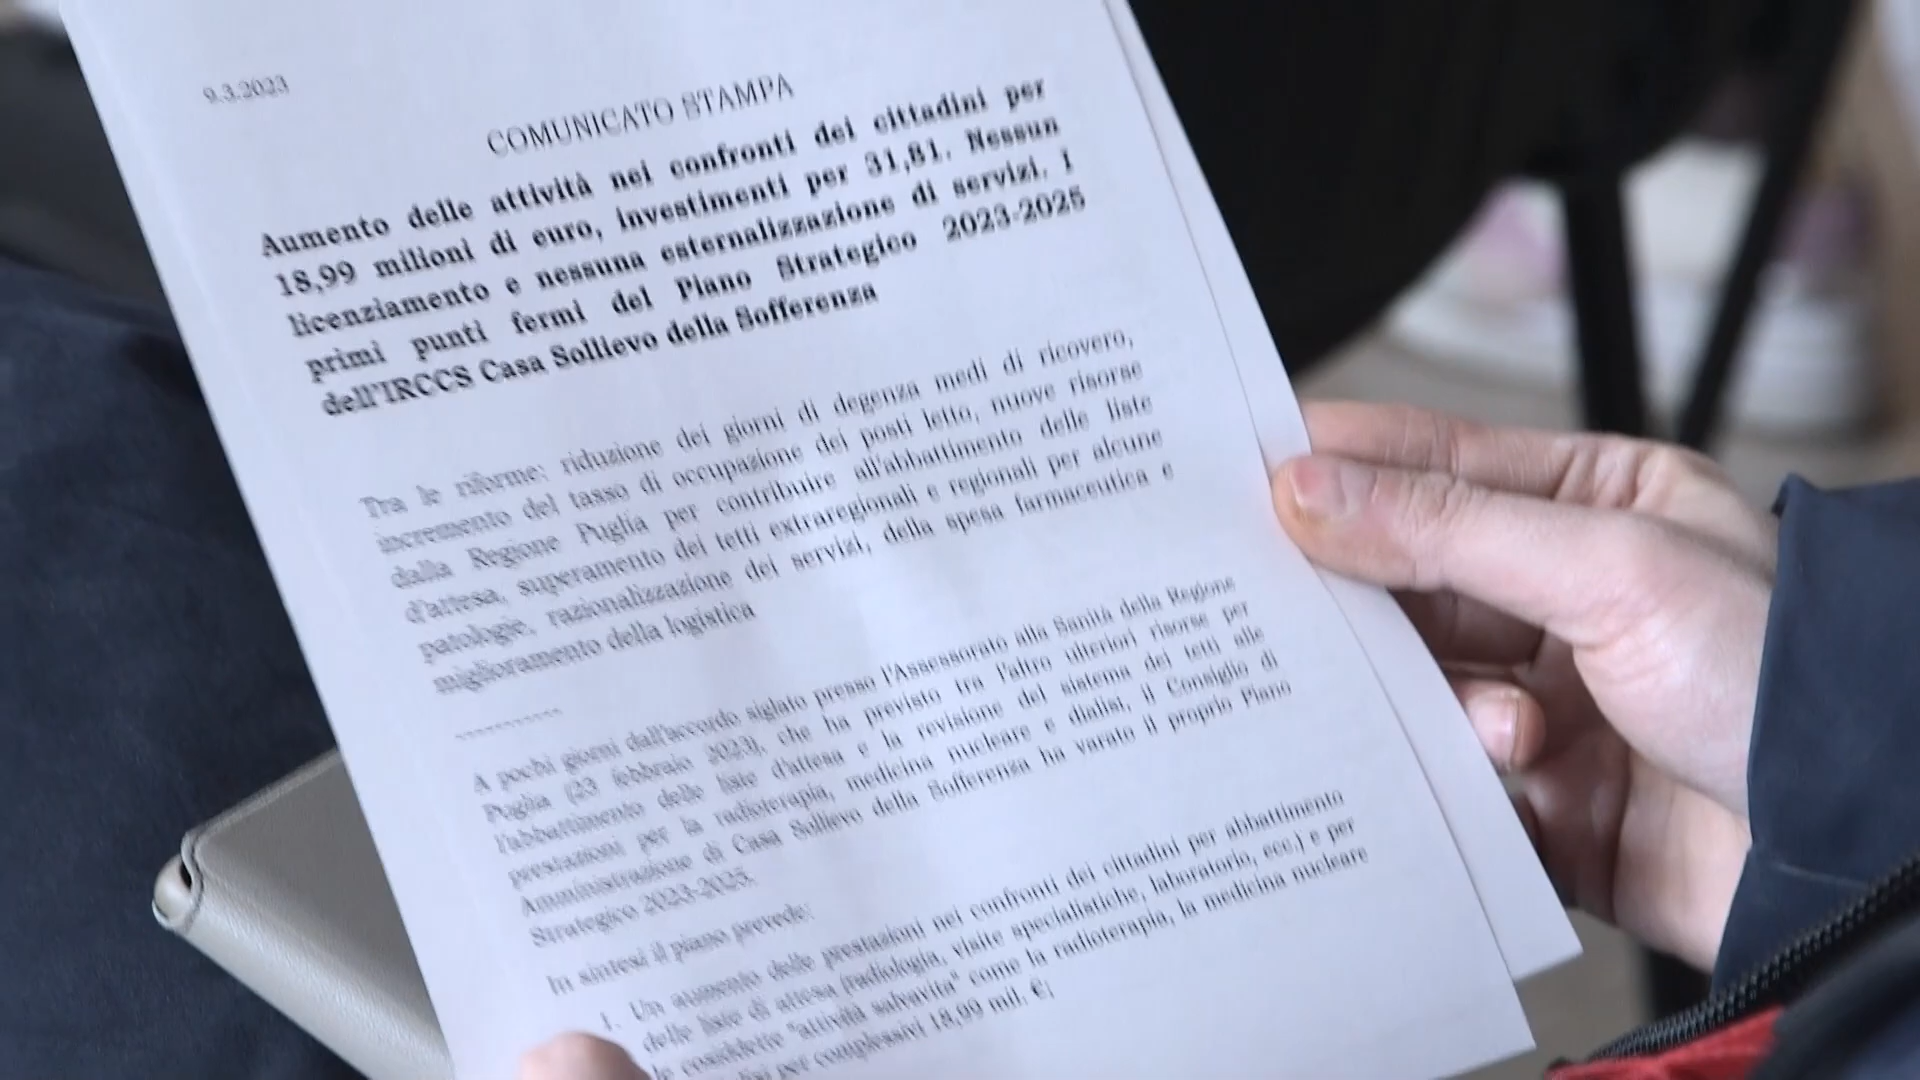 9.3.2023
COMUNICATO STAMPA
Aumento delle attività nei confronti dei cittadini per
18,99 milioni di euro, investimenti per 31,81. Nessun
licenziamento e nessuna esternalizzazione di servizi. I
primi punti fermi del Piano Strategico 2023-2025
dell'IRCCS Casa Sollievo della Sofferenza
Tra le riforme: riduzione dei giorni di degenza medi di ricovero,
incremento del tasso di occupazione dei posti letto, nuove risorse
dalla Regione Puglia per contribuire all'abbattimento delle liste
d'attesa, superamento dei tetti extraregionali e regionali per alcune
patologie, razionalizzazione dei servizi, della spesa farmaceutica e
miglioramento della logistica
-----------
A pochi giorni dall'accordo siglato presso l'Assessorato alla Sanità della Regione
Puglia (23 febbraio 2023), che ha previsto tra l'altro ulteriori risorse per
l'abbattimento delle liste d'attesa e la revisione del sistema dei tetti alle
prestazioni per la radioterapia, medicina nucleare e dialisi, il Consiglio di
Amministrazione di Casa Sollievo della Sofferenza ha varato il proprio Piano
Strategico 2023-2025.
In sintesi il piano prevede:
1. Un aumento delle prestazioni nei confronti dei cittadini per abbattimento
delle liste di attesa (radiologia, visite specialistiche, laboratorio, ecc.) e per
le cosiddette "attività salvavita" come la radioterapia, la medicina nucleare
per complessivi 18,99 mil. €;